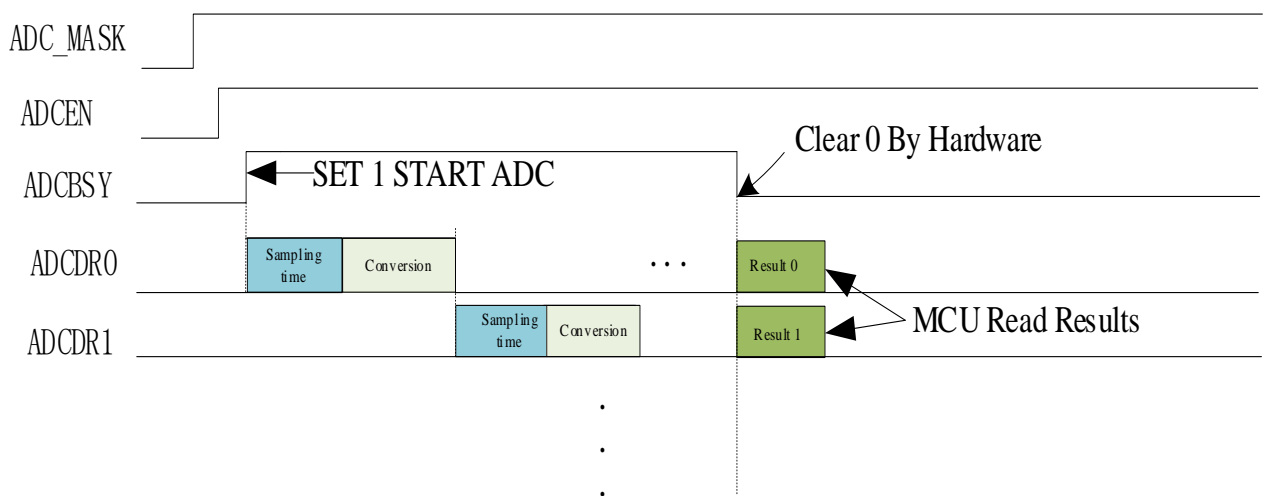 ADC_MASK
ADCEN
Clear 0 By Hardware
ADCBSY
SET 1 START ADC
ADCDR0
Sampling
time
Conversion
...
Result 0
MCU Read Results
ADCDR1
Sampling
time
Conversion
Result 1